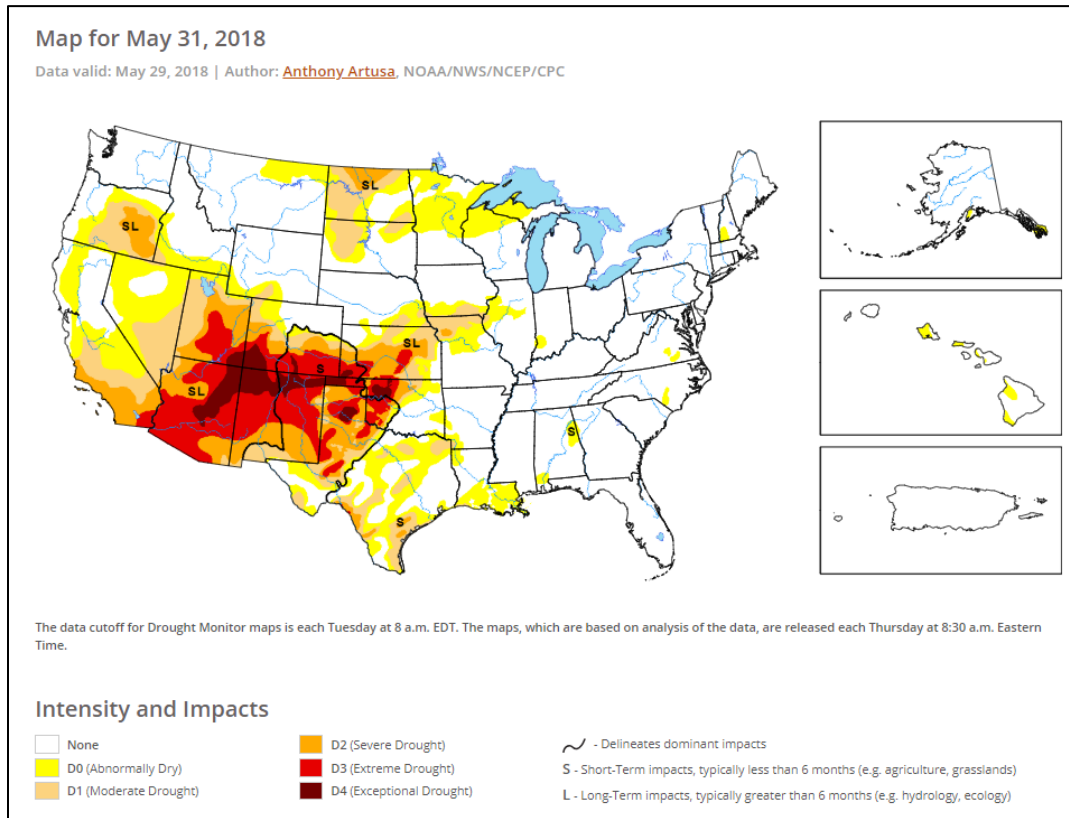 Map for May 31, 2018
Data valid: May 29, 2018 | Author: Anthony Artusa, NOAA/NWS/NCEP/CPC
SL
SL
SL
S
SL
S
S
The data cutoff for Drought Monitor maps is each Tuesday at 8 a.m. EDT. The maps, which are based on analysis of the data, are released each Thursday at 8:30 a.m. Eastern
Time.
Intensity and Impacts
None
D0 (Abnormally Dry)
D1 (Moderate Drought)
D2 (Severe Drought)
D3 (Extreme Drought)
D4 (Exceptional Drought)
- Delineates dominant impacts
S - Short-Term impacts, typically less than 6 months (e.g. agriculture, grasslands)
L - Long-Term impacts, typically greater than 6 months (e.g. hydrology, ecology)